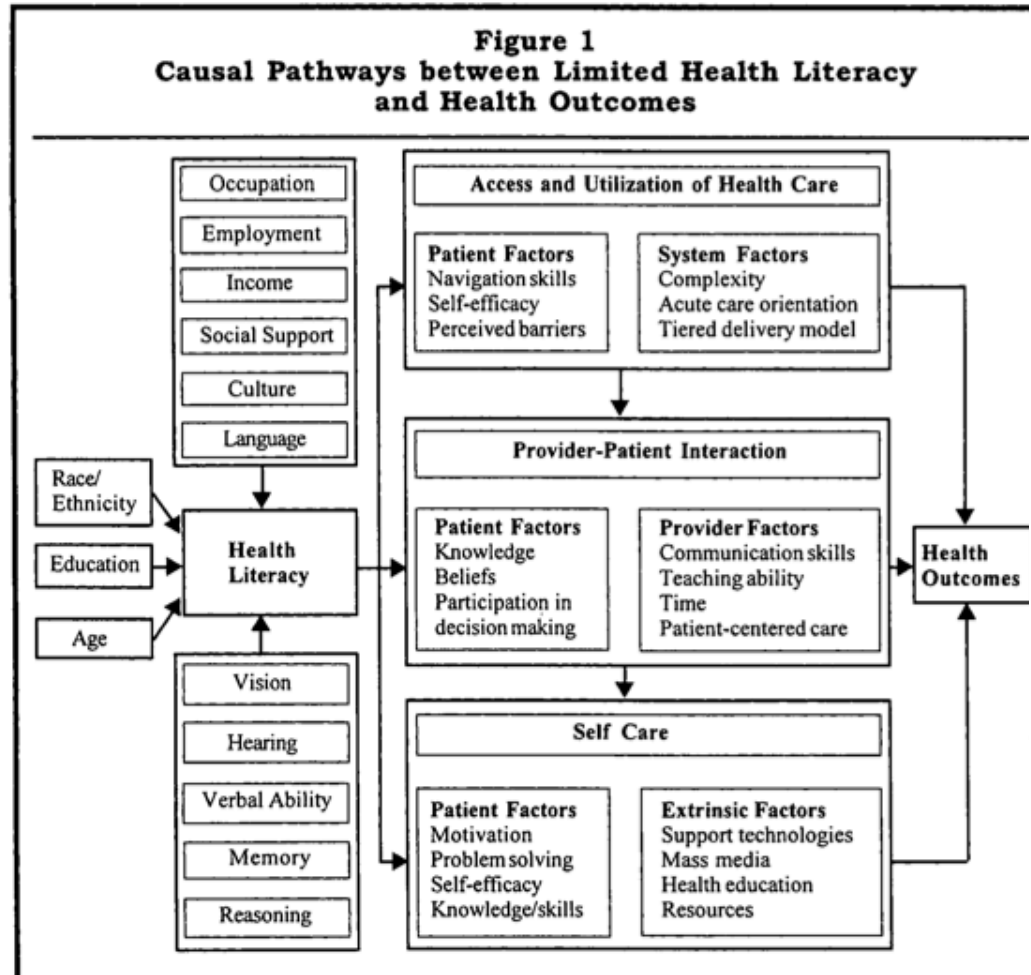 Figure 1
Causal Pathways between Limited Health Literacy
and Health Outcomes
Occupation
Employment
Income
Social Support
Culture
Language
Race/
Ethnicity
Education
Age
Health
Literacy
Vision
Hearing
Verbal Ability
Memory
Reasoning
Access and Utilization of Health Care
Patient Factors
Navigation skills
Self-efficacy
Perceived barriers
System Factors
Complexity
Acute care orientation
Tiered delivery model
Provider-Patient Interaction
Patient Factors
Knowledge
Beliefs
Participation in
decision making
Provider Factors
Communication skills
Teaching ability
Time
Patient-centered care
Self Care
Patient Factors
Motivation
Problem solving
Self-efficacy
Knowledge/skills
Extrinsic Factors
Support technologies
Mass media
Health education
Resources
Health
Outcomes